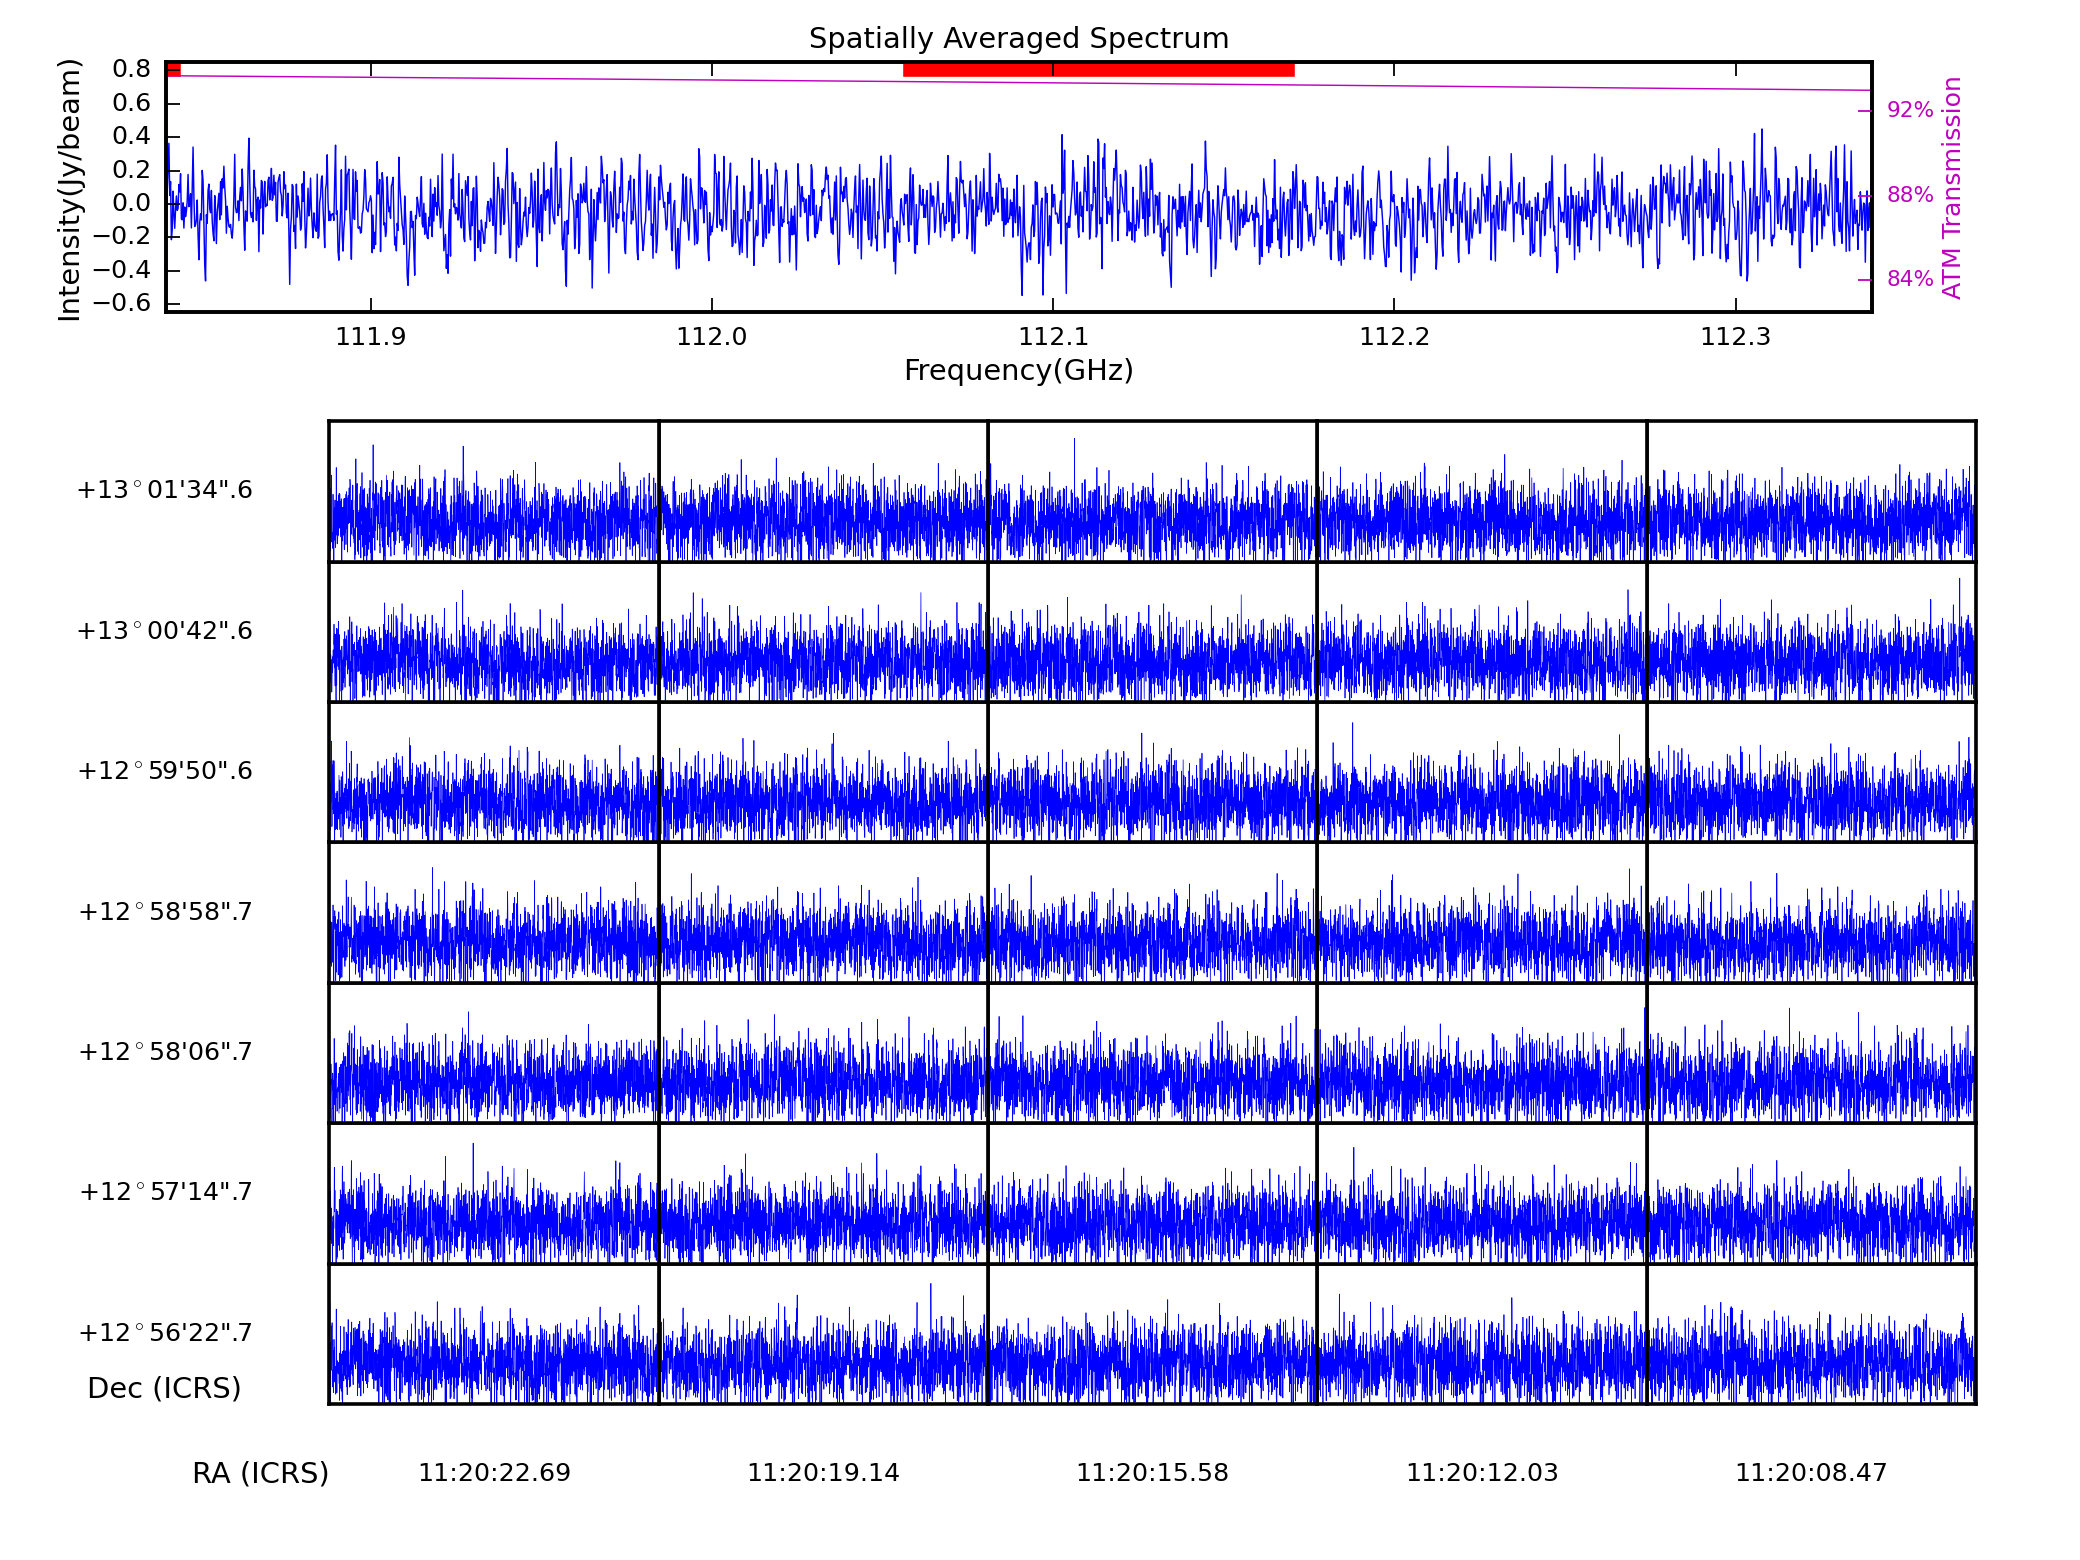 Spatially Averaged Spectrum
Intensity(Jy/beam)
0.8
0.6
0.4
0.2
0.0
−0.2
−0.4
−0.6
92%
88%
84%
ATM Transmission
111.9 112.0 112.1 112.2 112.3
Frequency(GHz)
+13°01'34".6
+13°00'42".6
+12°59'50".6
+12°58'58".7
+12°58'06".7
+12°57'14".7
+12°56'22".7
Dec (ICRS)
RA (ICRS) 11:20:22.69 11:20:19.14 11:20:15.58 11:20:12.03 11:20:08.47